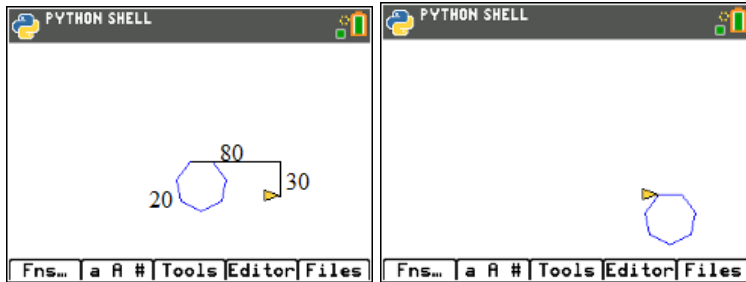 PYTHON SHELL
80
30
20
Fns… a A # Tools Editor Files
PYTHON SHELL
Fns… a A # Tools Editor Files